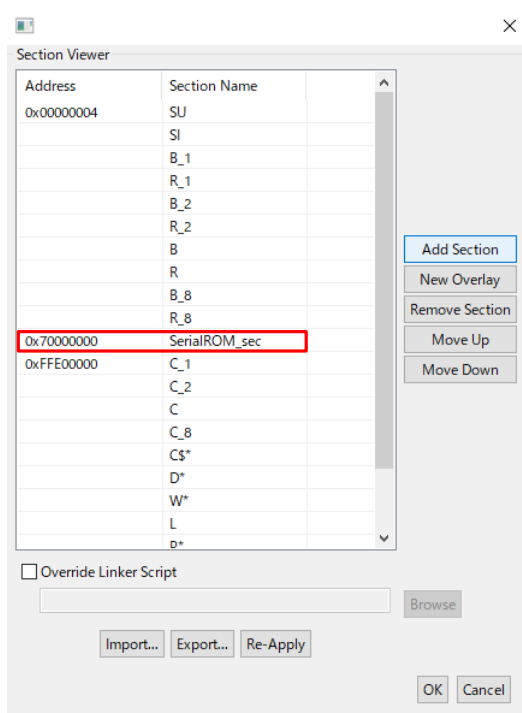 Section Viewer
Address Section Name
0x00000004 SU
SI
B_1
R_1
B_2
R_2
B
R
B_8
R_8
0x70000000 SerialROM_sec
0xFFE00000 C_1
C_2
C
C_8
C$*
D*
W*
L
Add Section
New Overlay
Remove Section
Move Up
Move Down
Override Linker Script
Browse
Import... Export... Re-Apply
OK Cancel